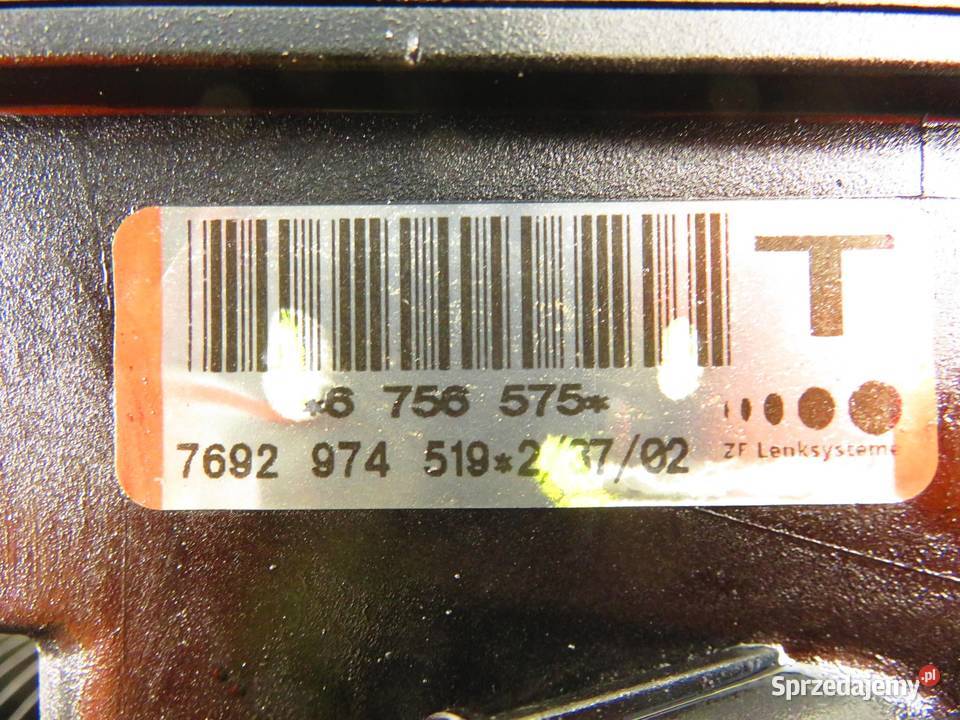 T
*6 756 575*
7692 974 519*2/37/02
ZF Lenksysteme
Sprzedajemy.pl